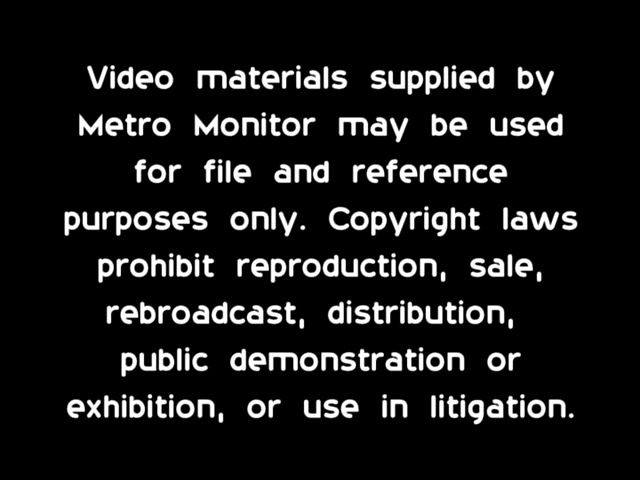 Video materials supplied by
Metro Monitor may be used
for file and reference
purposes only. Copyright laws
prohibit reproduction, sale,
rebroadcast, distribution,
public demonstration or
exhibition, or use in litigation.